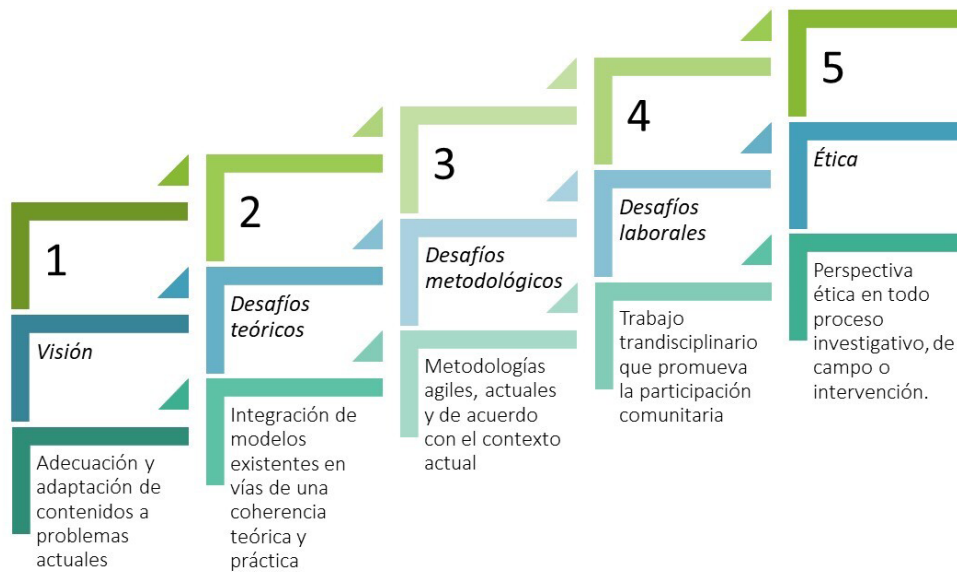 1
Visión
Adecuación y
adaptación de
contenidos a
problemas
actuales
2
Desafíos
teóricos
Integración de
modelos
existentes en
vías de una
coherencia
teórica y
práctica
3
Desafíos
metodológicos
Metodologías
agiles, actuales
y de acuerdo
con el contexto
actual
4
Desafíos
laborales
Trabajo
trandisciplinario
que promueva
la participación
comunitaria
5
Ética
Perspectiva
ética en todo
proceso
investigativo, de
campo o
intervención.